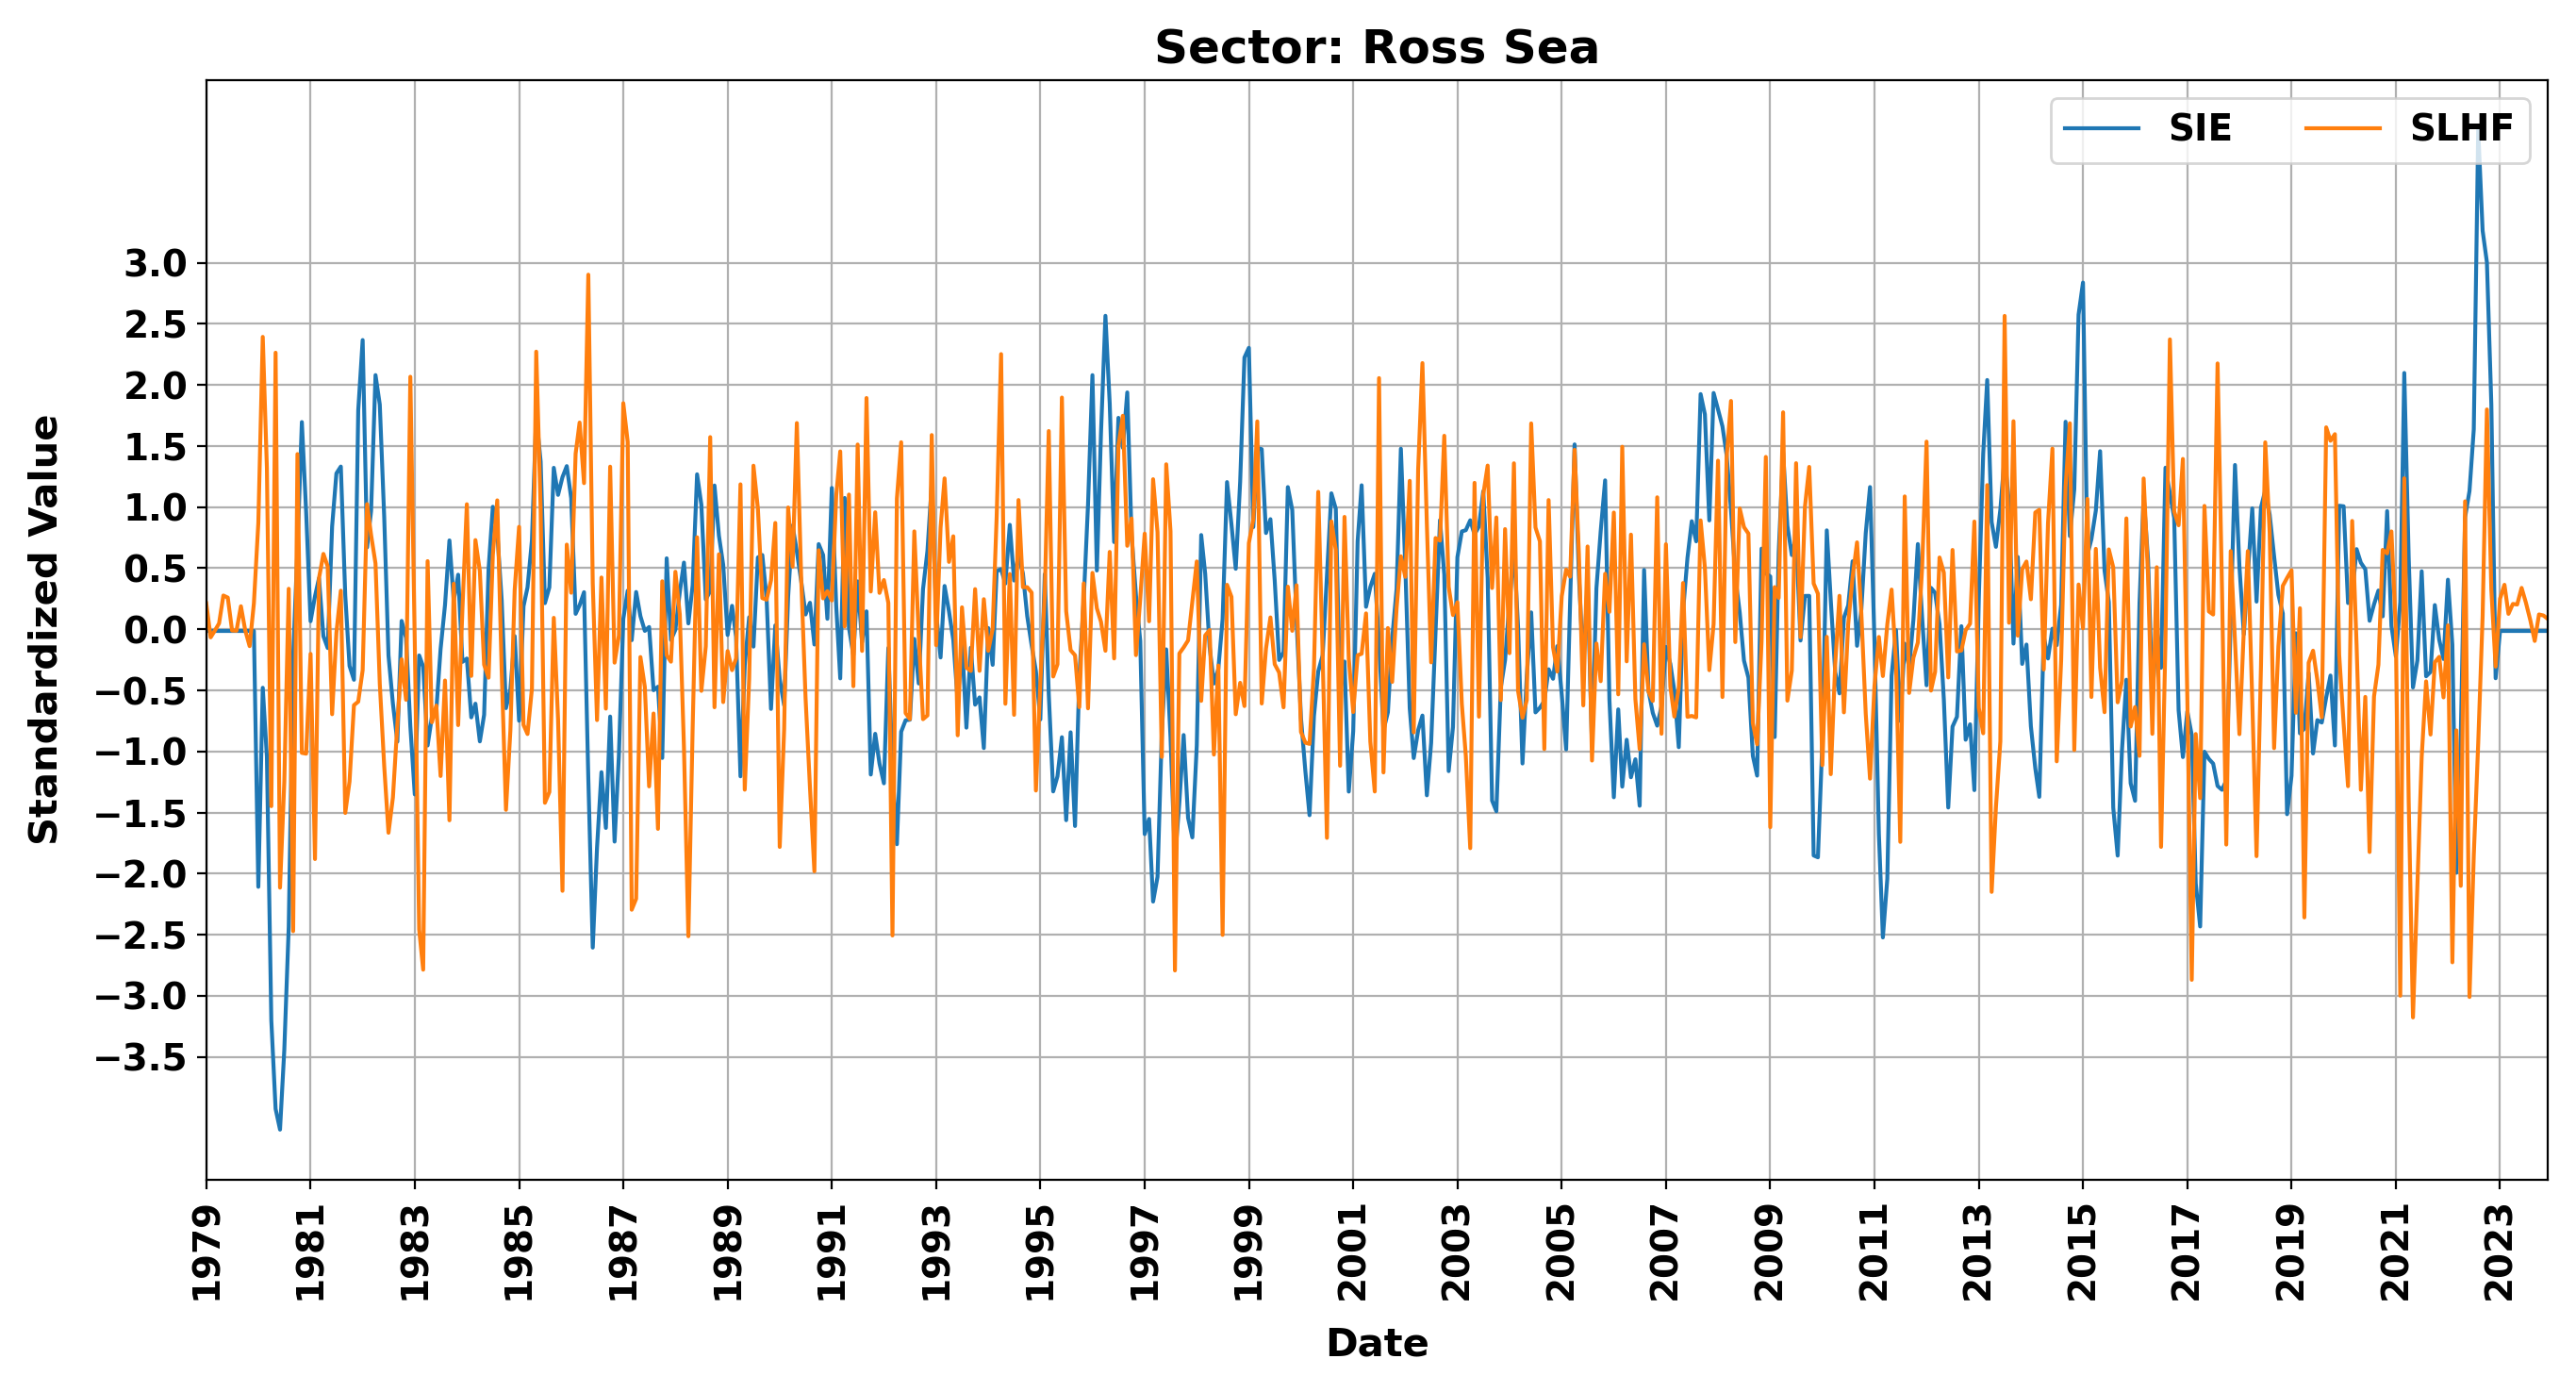 Sector: Ross Sea
SIE SLHF
Standardized Value
3.0
2.5
2.0
1.5
1.0
0.5
0.0
−0.5
−1.0
−1.5
−2.0
−2.5
−3.0
−3.5
1979 1981 1983 1985 1987 1989 1991 1993 1995 1997 1999 2001 2003 2005 2007 2009 2011 2013 2015 2017 2019 2021 2023
Date